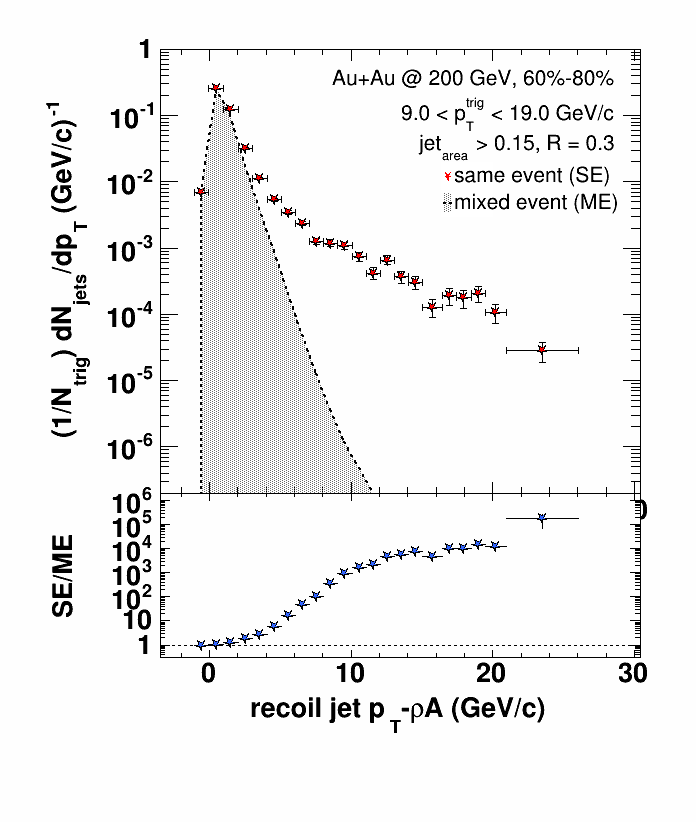 1
Au+Au @ 200 GeV, 60%-80%
9.0 < p_T^trig < 19.0 GeV/c
jet_area > 0.15, R = 0.3
same event (SE)
mixed event (ME)
10^-1
10^-2
10^-3
10^-4
10^-5
10^-6
(1/N_trig) dN_jets/dp_T (GeV/c)^-1
10^6
10^5
10^4
10^3
10^2
10
1
SE/ME
0 10 20 30
recoil jet p_T-ρA (GeV/c)